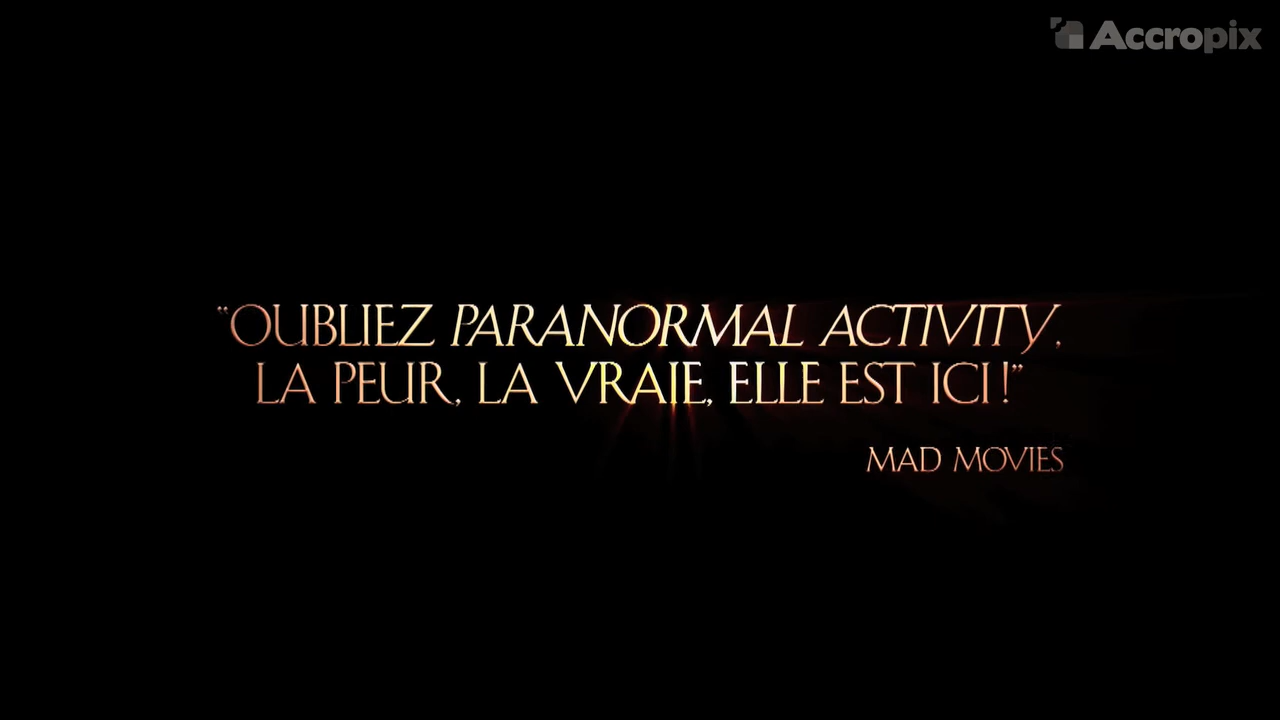 Accropix
"OUBLIEZ PARANORMAL ACTIVITY,
LA PEUR, LA VRAIE, ELLE EST ICI !"
MAD MOVIES